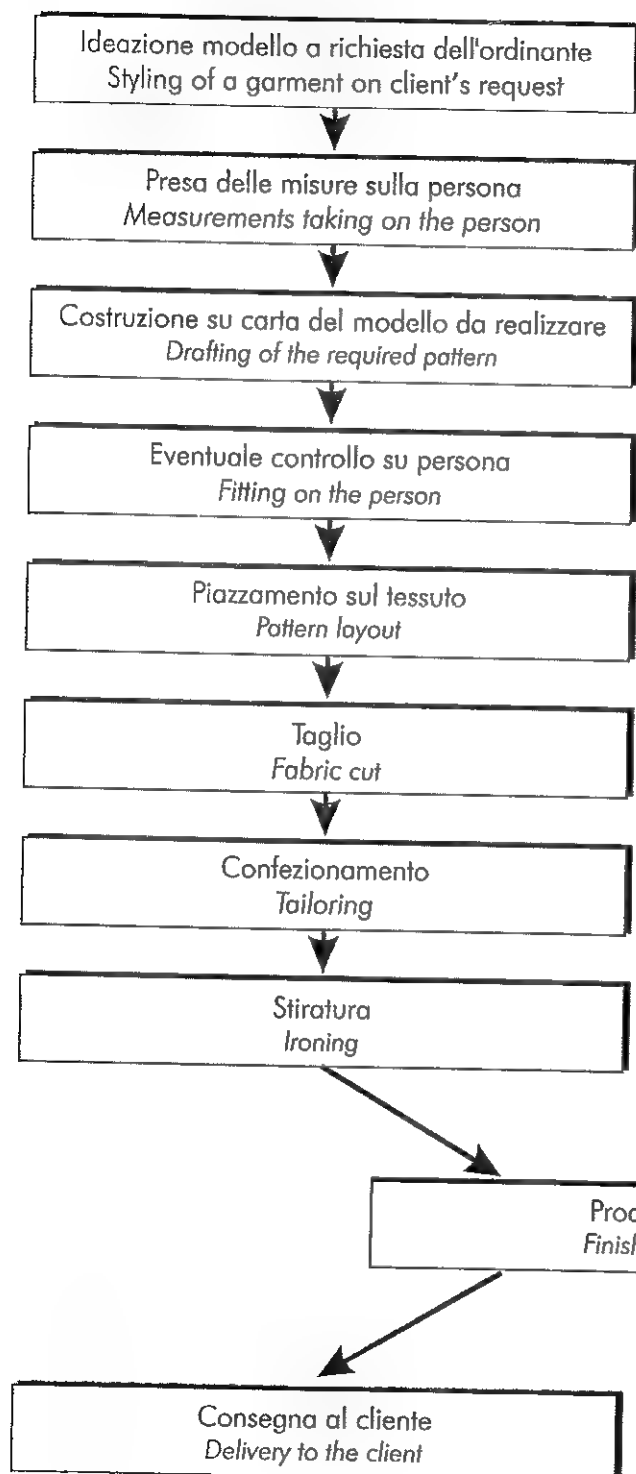 Ideazione modello a richiesta dell'ordinante
Styling of a garment on client's request
Presa delle misure sulla persona
Measurements taking on the person
Costruzione su carta del modello da realizzare
Drafting of the required pattern
Eventuale controllo su persona
Fitting on the person
Piazzamento sul tessuto
Pattern layout
Taglio
Fabric cut
Confezionamento
Tailoring
Stiratura
Ironing
Consegna al cliente
Delivery to the client